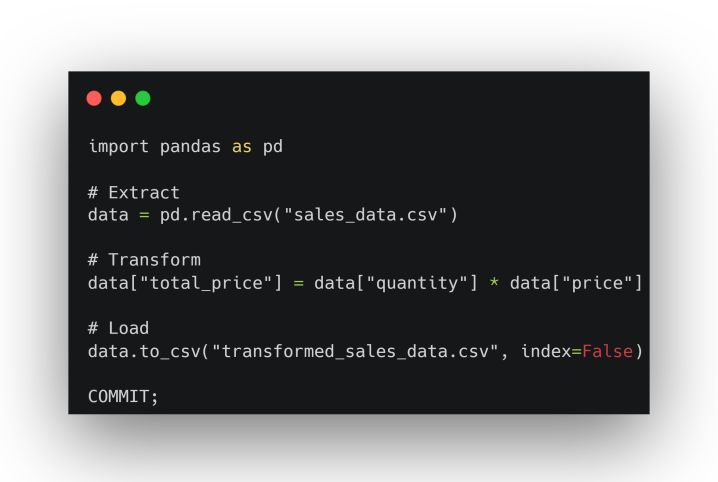 import pandas as pd
# Extract
data = pd.read_csv("sales_data.csv")
# Transform
data["total_price"] = data["quantity"] * data["price"]
# Load
data.to_csv("transformed_sales_data.csv", index=False)
COMMIT;